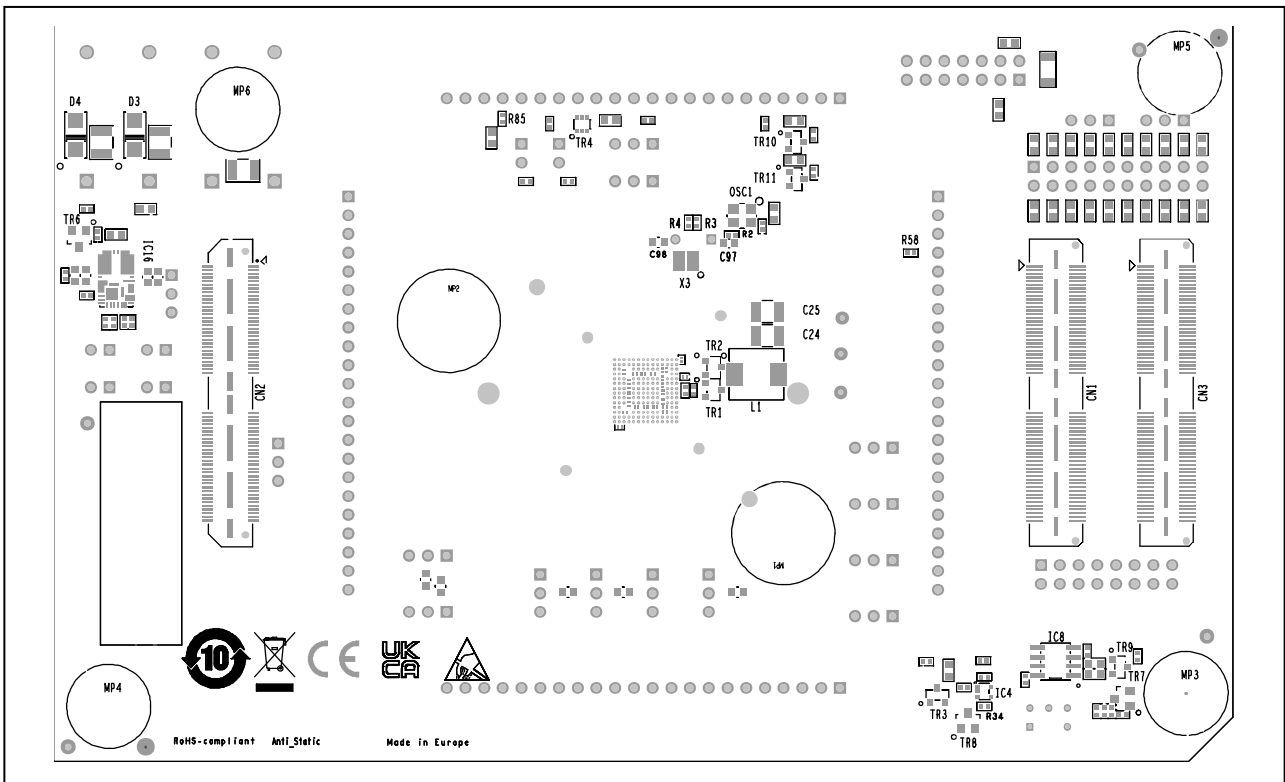 MP5
MP6
D4
D3
R85
TR4
TR10
TR11
OSC1
R4
R3
R2
TR6
IC16
C98
C97
R58
X3
MP2
C25
C24
TR2
CN2
TR1
L1
CN1
CN3
MP1
10
CE
UK
CA
IC8
TR9
TR7
MP4
MP3
IC4
TR3
R34
TR8
RoHS-compliant
Anti_Static
Made in Europe